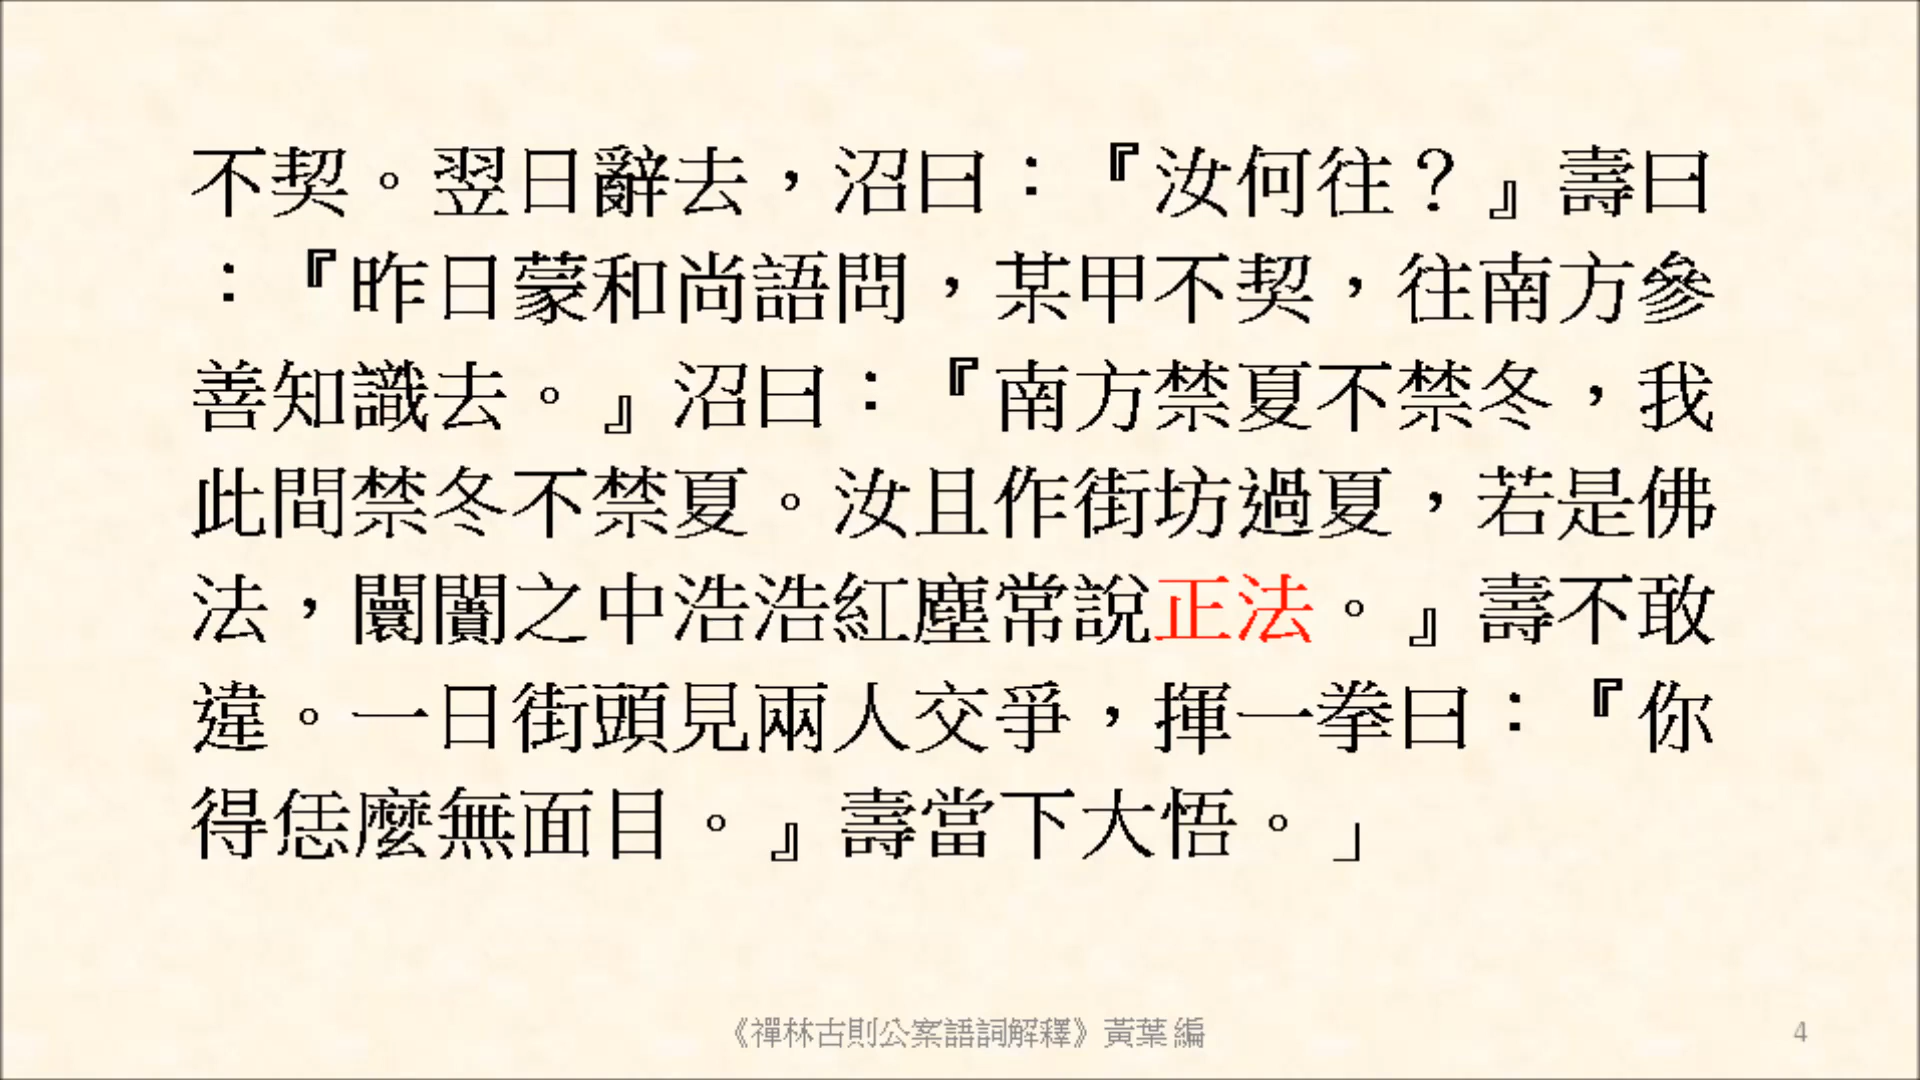 不契。翌日辭去，沼曰：『汝何往？』壽曰
：『昨日蒙和尚語問，某甲不契，往南方參
善知識去。』沼曰：『南方禁夏不禁冬，我
此間禁冬不禁夏。汝且作街坊過夏，若是佛
法，闤闠之中浩浩紅塵常說正法。』壽不敢
違。一日街頭見兩人交爭，揮一拳曰：『你
得恁麼無面目。』壽當下大悟。」
《禪林古則公案語詞解釋》黃葉 編
4